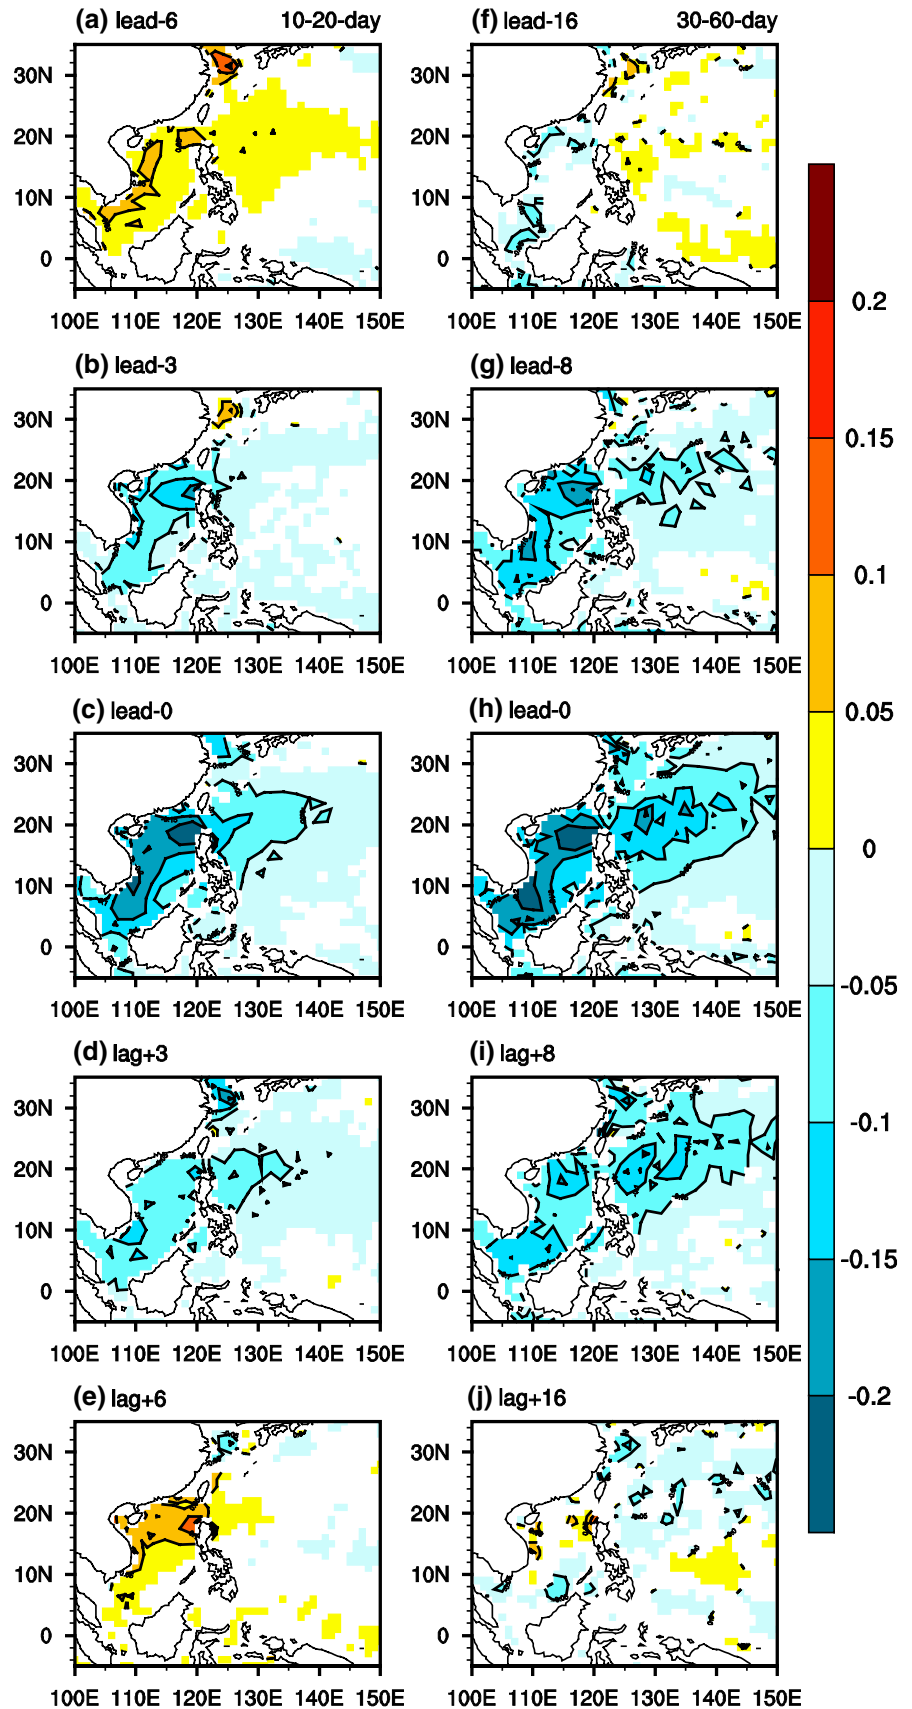 (a) lead-6 10-20-day
30N
20N
10N
0
100E 110E 120E 130E 140E 150E
(f) lead-16 30-60-day
30N
20N
10N
0
100E 110E 120E 130E 140E 150E
(b) lead-3
30N
20N
10N
0
100E 110E 120E 130E 140E 150E
(g) lead-8
30N
20N
10N
0
100E 110E 120E 130E 140E 150E
(c) lead-0
30N
20N
10N
0
100E 110E 120E 130E 140E 150E
(h) lead-0
30N
20N
10N
0
100E 110E 120E 130E 140E 150E
(d) lag+3
30N
20N
10N
0
100E 110E 120E 130E 140E 150E
(i) lag+8
30N
20N
10N
0
100E 110E 120E 130E 140E 150E
(e) lag+6
30N
20N
10N
0
100E 110E 120E 130E 140E 150E
(j) lag+16
30N
20N
10N
0
100E 110E 120E 130E 140E 150E
0.2
0.15
0.1
0.05
0
-0.05
-0.1
-0.15
-0.2